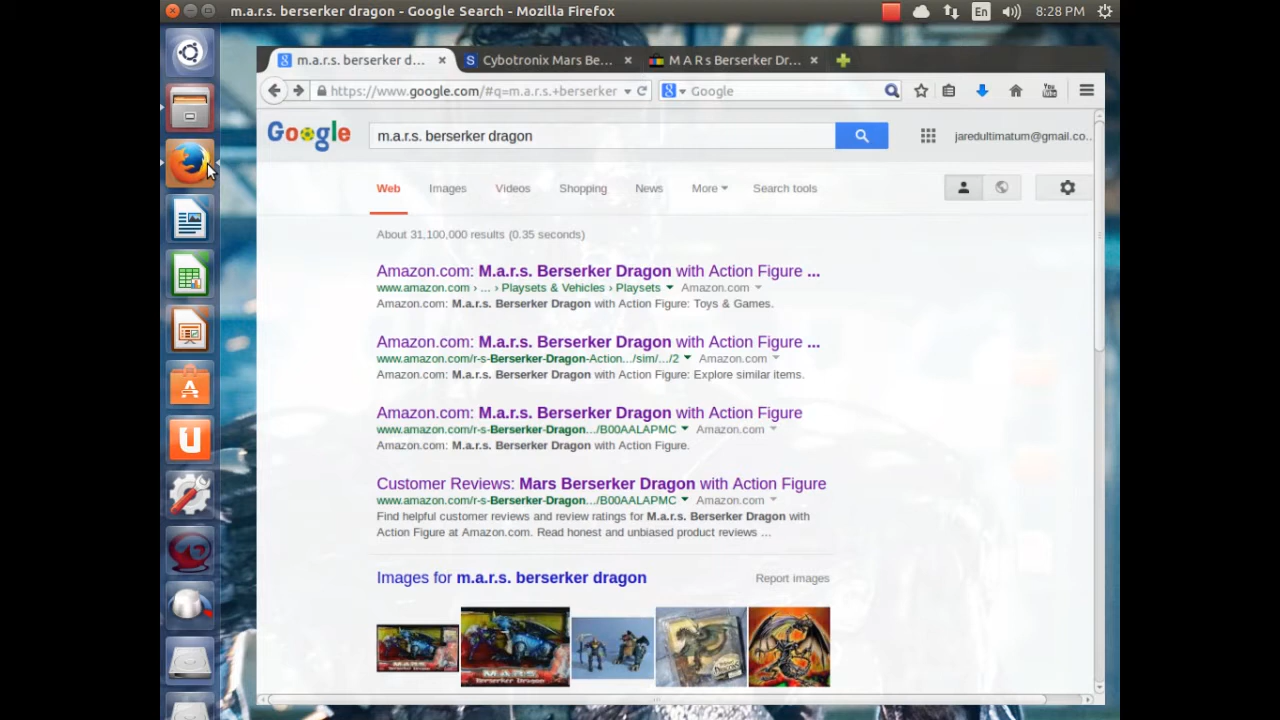 m.a.r.s. berserker dragon - Google Search - Mozilla Firefox
En
8:28 PM
m.a.r.s. berserker d...
Cybotronix Mars Be...
M A R s Berserker Dr...
https://www.google.com/#q=m.a.r.s.+berserker
Google
You
Google
m.a.r.s. berserker dragon
jaredultimatum@gmail.co...
Web
Images
Videos
Shopping
News
More
Search tools
About 31,100,000 results (0.35 seconds)
Amazon.com: M.a.r.s. Berserker Dragon with Action Figure ...
www.amazon.com › ... › Playsets & Vehicles › Playsets
Amazon.com
Amazon.com: M.a.r.s. Berserker Dragon with Action Figure: Toys & Games.
Amazon.com: M.a.r.s. Berserker Dragon with Action Figure ...
www.amazon.com/r-s-Berserker-Dragon-Action.../sim/.../2
Amazon.com
Amazon.com: M.a.r.s. Berserker Dragon with Action Figure: Explore similar items.
Amazon.com: M.a.r.s. Berserker Dragon with Action Figure
www.amazon.com/r-s-Berserker-Dragon.../B00AALAPMC
Amazon.com
Amazon.com: M.a.r.s. Berserker Dragon with Action Figure.
Customer Reviews: Mars Berserker Dragon with Action Figure
www.amazon.com/r-s-Berserker-Dragon.../B00AALAPMC
Amazon.com
Find helpful customer reviews and review ratings for M.a.r.s. Berserker Dragon with
Action Figure at Amazon.com. Read honest and unbiased product reviews ...
Images for m.a.r.s. berserker dragon
Report images
M.A.R.S.
Berserker Dragon